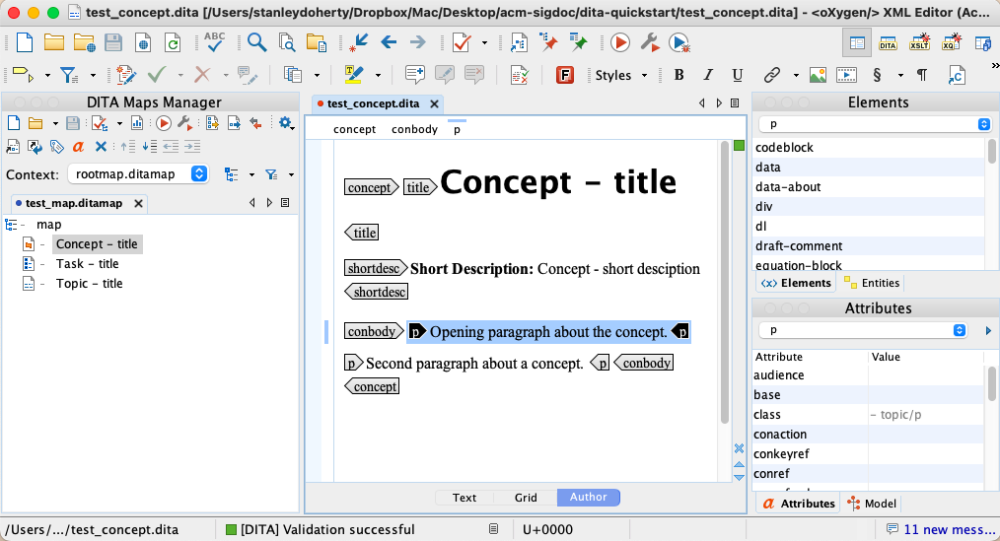 test_concept.dita [/Users/stanleydoherty/Dropbox/Mac/Desktop/acm-sigdoc/dita-quickstart/test_concept.dita] - <oXygen/> XML Editor (Ac...
ABC
DITA
XSLT
XQ
T
F
Styles
B
I
U
§
¶
»
DITA Maps Manager
Context:
rootmap.ditamap
test_map.ditamap
map
Concept – title
Task – title
Topic – title
test_concept.dita
concept conbody p
concept title Concept – title
title
shortdesc Short Description: Concept - short desciption
shortdesc
conbody p Opening paragraph about the concept. p
p Second paragraph about a concept. p conbody
concept
Text Grid Author
Elements
p
codeblock
data
data-about
div
dl
draft-comment
equation-block
<x> Elements Entities
Attributes
p
Attribute Value
audience
base
class – topic/p
conaction
conkeyref
conref
a Attributes Model
/Users/.../test_concept.dita
[DITA] Validation successful
U+0000
11 new mess...